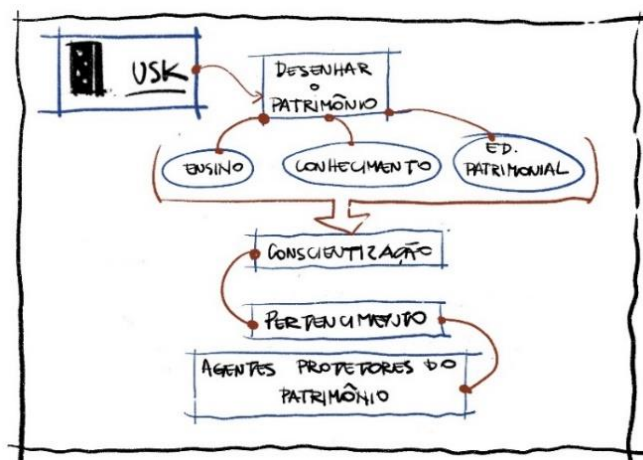 USK
DESENHAR
O
PATRIMÔNIO
ENSINO
CONHECIMENTO
ED.
PATRIMONIAL
CONSCIENTIZAÇÃO
PERTENCIMENTO
AGENTES PROTETORES DO
PATRIMÔNIO